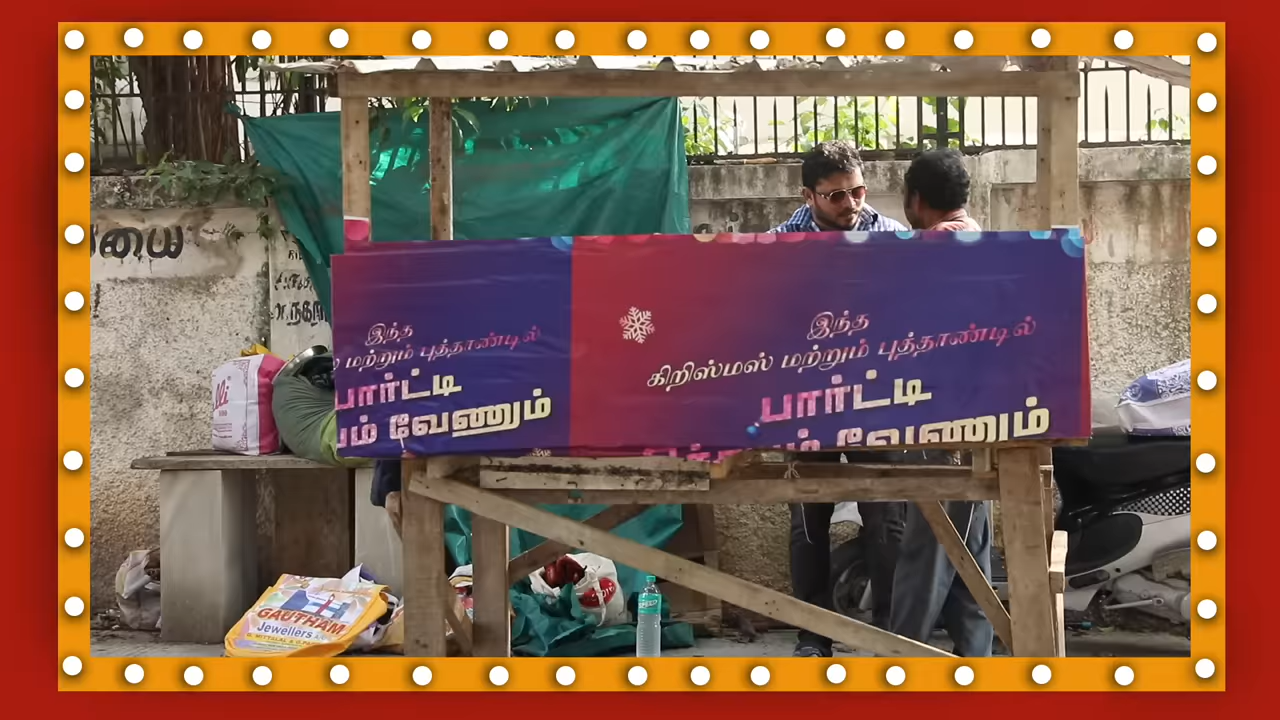 யை
இந்த
மற்றும் புத்தாண்டில்
பார்ட்டி
ம் வேணும்
இந்த
கிறிஸ்மஸ் மற்றும் புத்தாண்டில்
பார்ட்டி
வேணும்
GAUTHAM
Jewellers